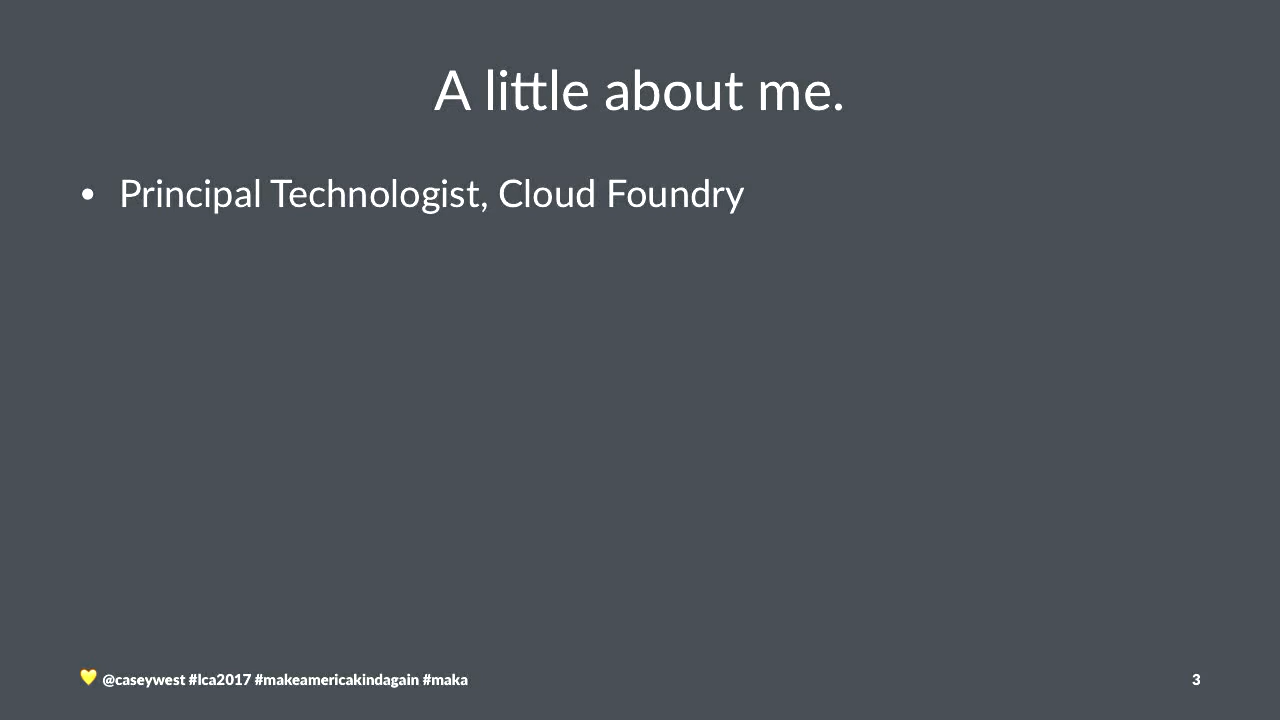 A little about me.
• Principal Technologist, Cloud Foundry
💛 @caseywest #lca2017 #makeamericakindagain #maka
3